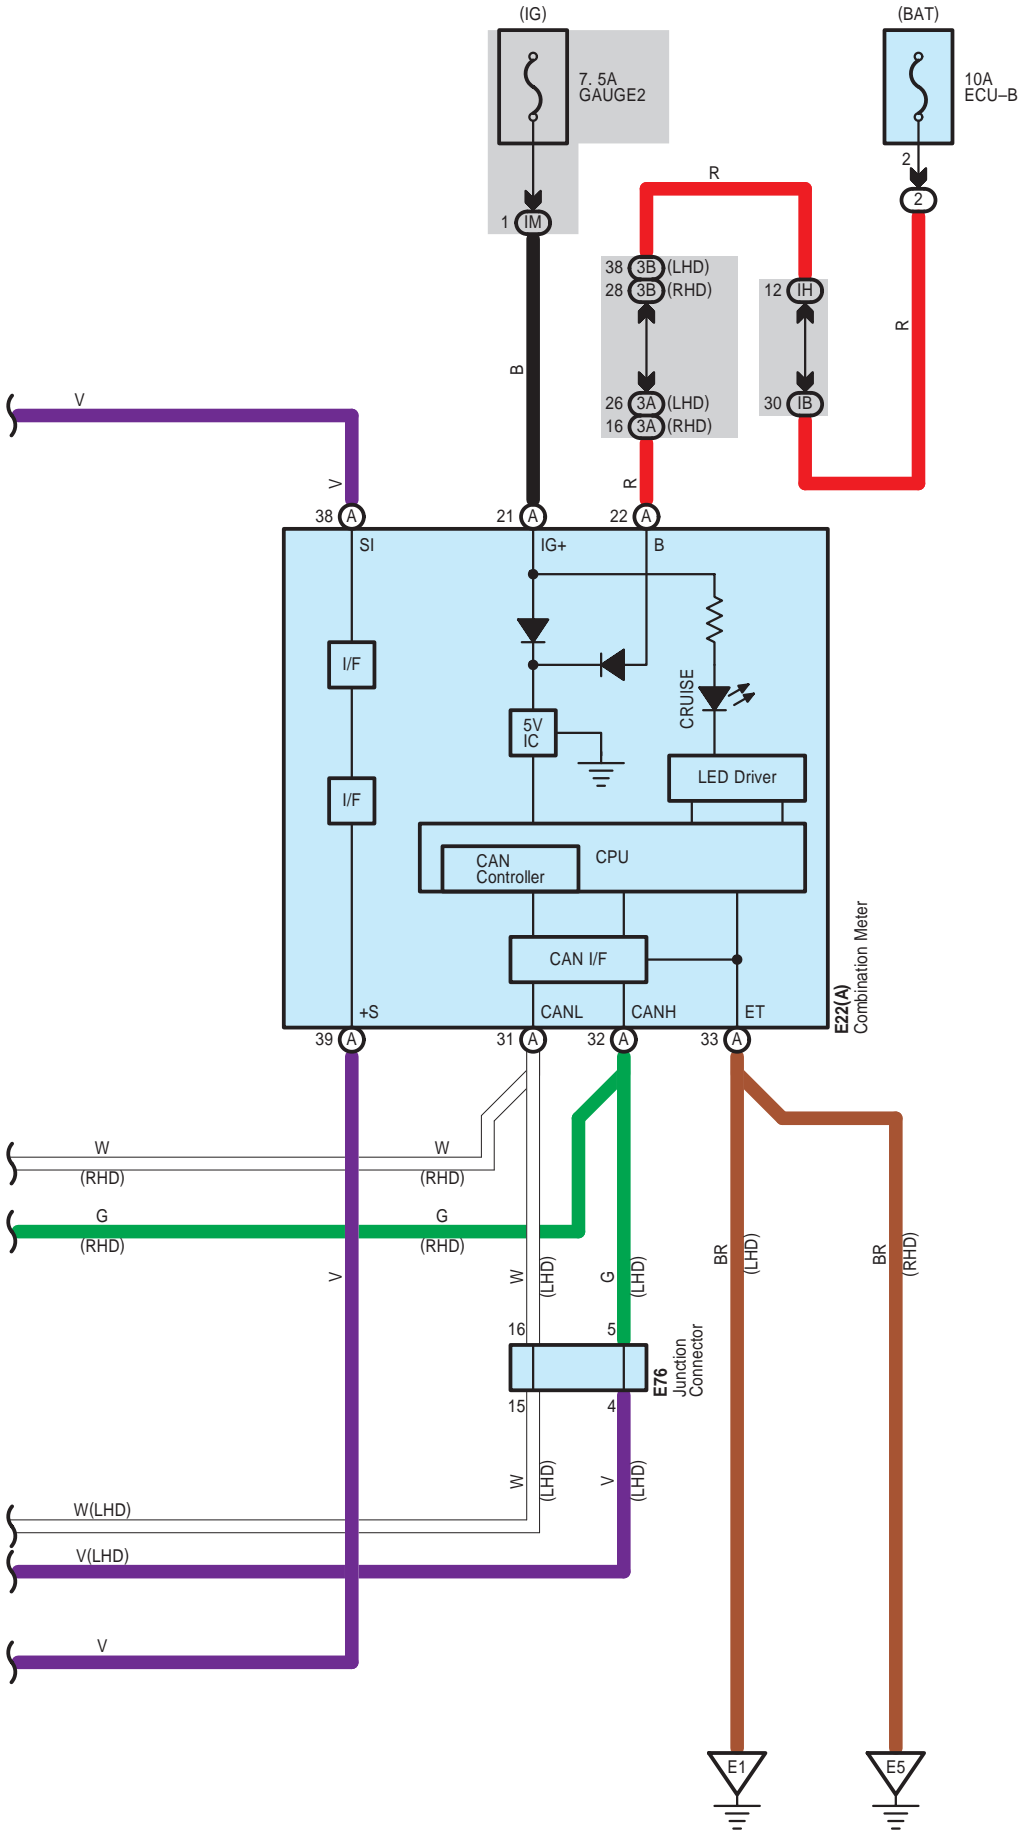 (IG)
(BAT)
7. 5A
GAUGE2
10A
ECU–B
2
2
1 IM
R
38 3B (LHD)
28 3B (RHD)
12 IH
R
B
26 3A (LHD)
16 3A (RHD)
30 IB
V
V
R
38 A
21 A
22 A
SI
IG+
B
I/F
CRUISE
5V
IC
LED Driver
I/F
CPU
CAN
Controller
CAN I/F
E22(A)
Combination Meter
+S
CANL
CANH
ET
39 A
31 A
32 A
33 A
W
W
(RHD)
(RHD)
G
G
(RHD)
(RHD)
V
W
(LHD)
G
(LHD)
BR
(LHD)
BR
(RHD)
16
5
E76
Junction
Connector
15
4
W
(LHD)
V
(LHD)
W(LHD)
V(LHD)
V
E1
E5